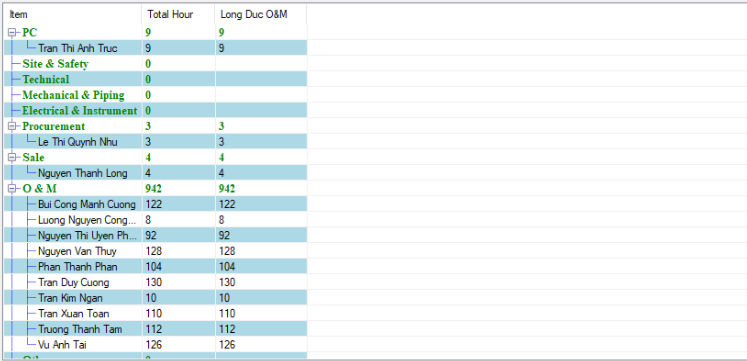 Item Total Hour Long Duc O&M
PC 9 9
Tran Thi Anh Truc 9 9
Site & Safety 0
Technical 0
Mechanical & Piping 0
Electrical & Instrument 0
Procurement 3 3
Le Thi Quynh Nhu 3 3
Sale 4 4
Nguyen Thanh Long 4 4
O & M 942 942
Bui Cong Manh Cuong 122 122
Luong Nguyen Cong... 8 8
Nguyen Thi Uyen Ph... 92 92
Nguyen Van Thuy 128 128
Phan Thanh Phan 104 104
Tran Duy Cuong 130 130
Tran Kim Ngan 10 10
Tran Xuan Toan 110 110
Truong Thanh Tam 112 112
Vu Anh Tai 126 126